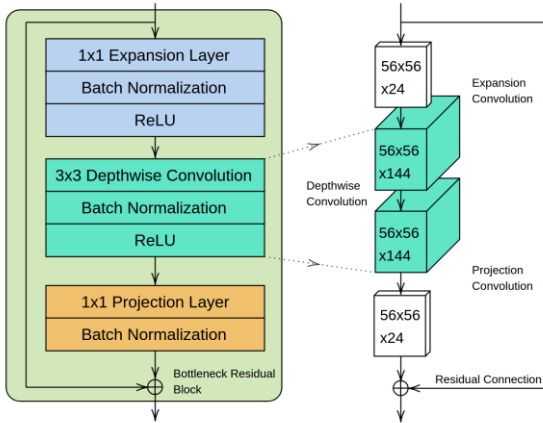 1x1 Expansion Layer
Batch Normalization
ReLU
3x3 Depthwise Convolution
Batch Normalization
ReLU
1x1 Projection Layer
Batch Normalization
Bottleneck Residual
Block
56x56
x24
Expansion
Convolution
56x56
x144
Depthwise
Convolution
56x56
x144
Projection
Convolution
56x56
x24
Residual Connection